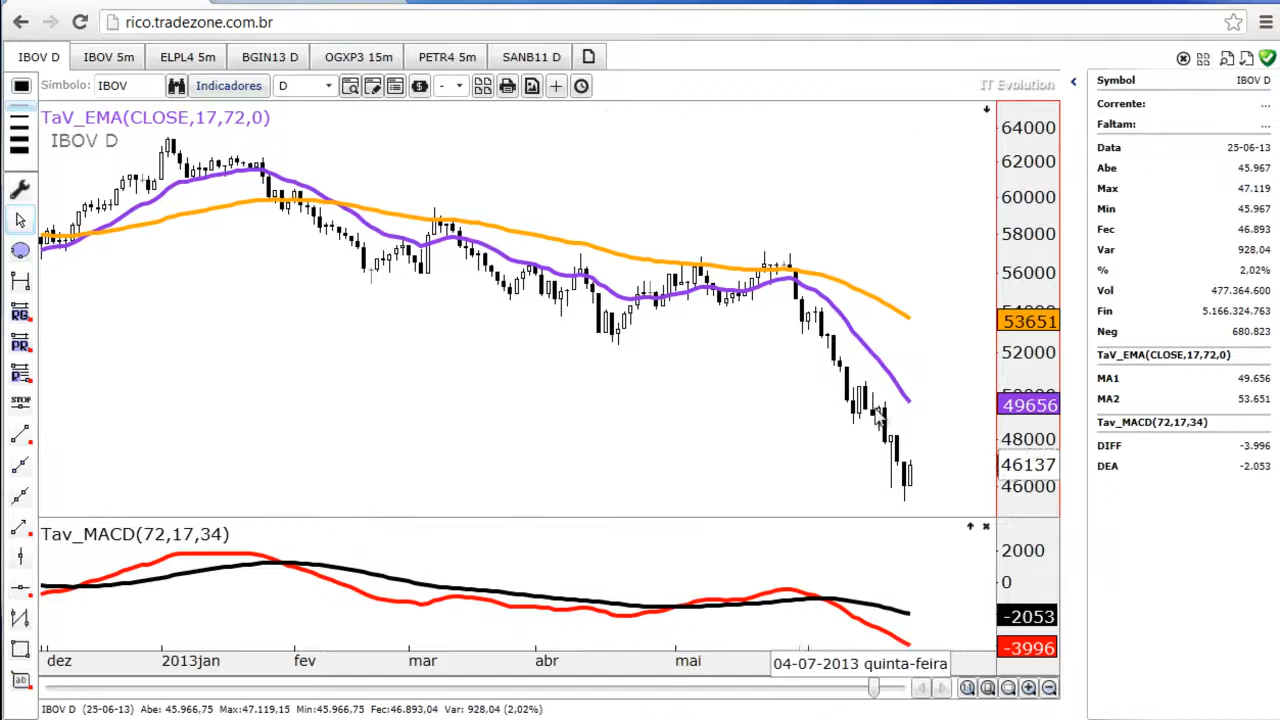 rico.tradezone.com.br
IBOV D
IBOV 5m
ELPL4 5m
BGIN13 D
OGXP3 15m
PETR4 5m
SANB11 D
Símbolo:
IBOV
Indicadores
D
-
IT Evolution
TaV_EMA(CLOSE,17,72,0)
IBOV D
64000
62000
60000
58000
56000
53651
52000
49656
48000
46137
46000
RG
PR
R
STOP
ab
Tav_MACD(72,17,34)
2000
0
-2053
-3996
dez
2013jan
fev
mar
abr
mai
04-07-2013 quinta-feira
Symbol IBOV D
Corrente: ...
Faltam: ...
Data 25-06-13
Abe 45.967
Max 47.119
Min 45.967
Fec 46.893
Var 928,04
% 2,02%
Vol 477.364.600
Fin 5.166.324.763
Neg 680.823
TaV_EMA(CLOSE,17,72,0)
MA1 49.656
MA2 53.651
Tav_MACD(72,17,34)
DIFF -3.996
DEA -2.053
IBOV D (25-06-13) Abe: 45.966,75 Max:47.119,15 Min:45.966,75 Fec:46.893,04 Var: 928,04 (2,02%)